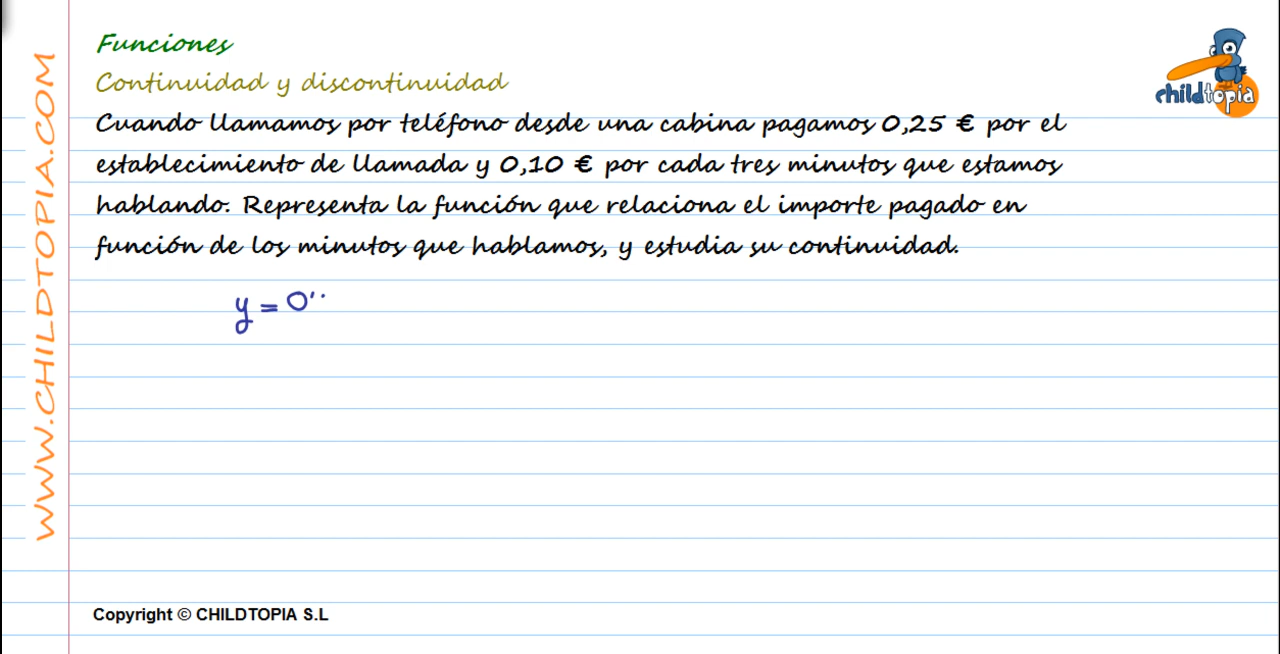 Funciones
Continuidad y discontinuidad
Cuando llamamos por teléfono desde una cabina pagamos 0,25 € por el
establecimiento de llamada y 0,10 € por cada tres minutos que estamos
hablando. Representa la función que relaciona el importe pagado en
función de los minutos que hablamos, y estudia su continuidad.
y = 0'
childtopia
WWW.CHILDTOPIA.COM
Copyright © CHILDTOPIA S.L